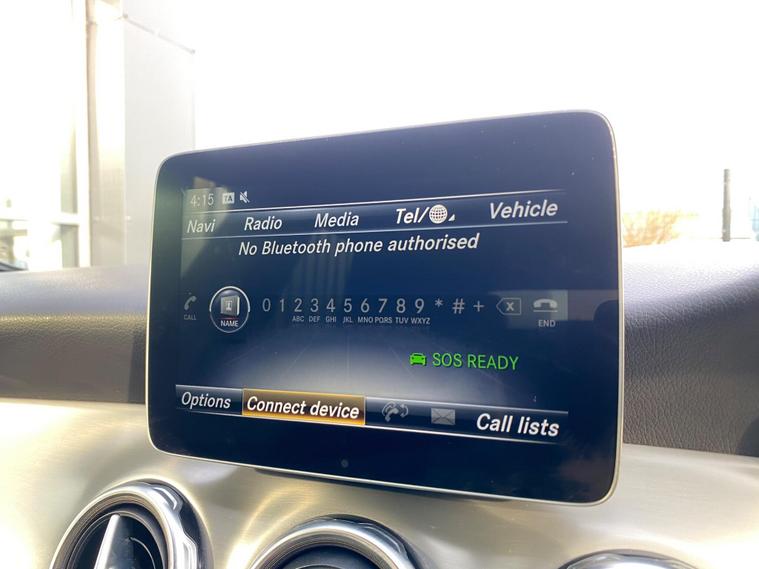 4:15 TA
Navi Radio Media Tel/ Vehicle
No Bluetooth phone authorised
0 1 2 3 4 5 6 7 8 9 * # +
CALL NAME ABC DEF GHI JKL MNO PQRS TUV WXYZ END
SOS READY
Options Connect device Call lists